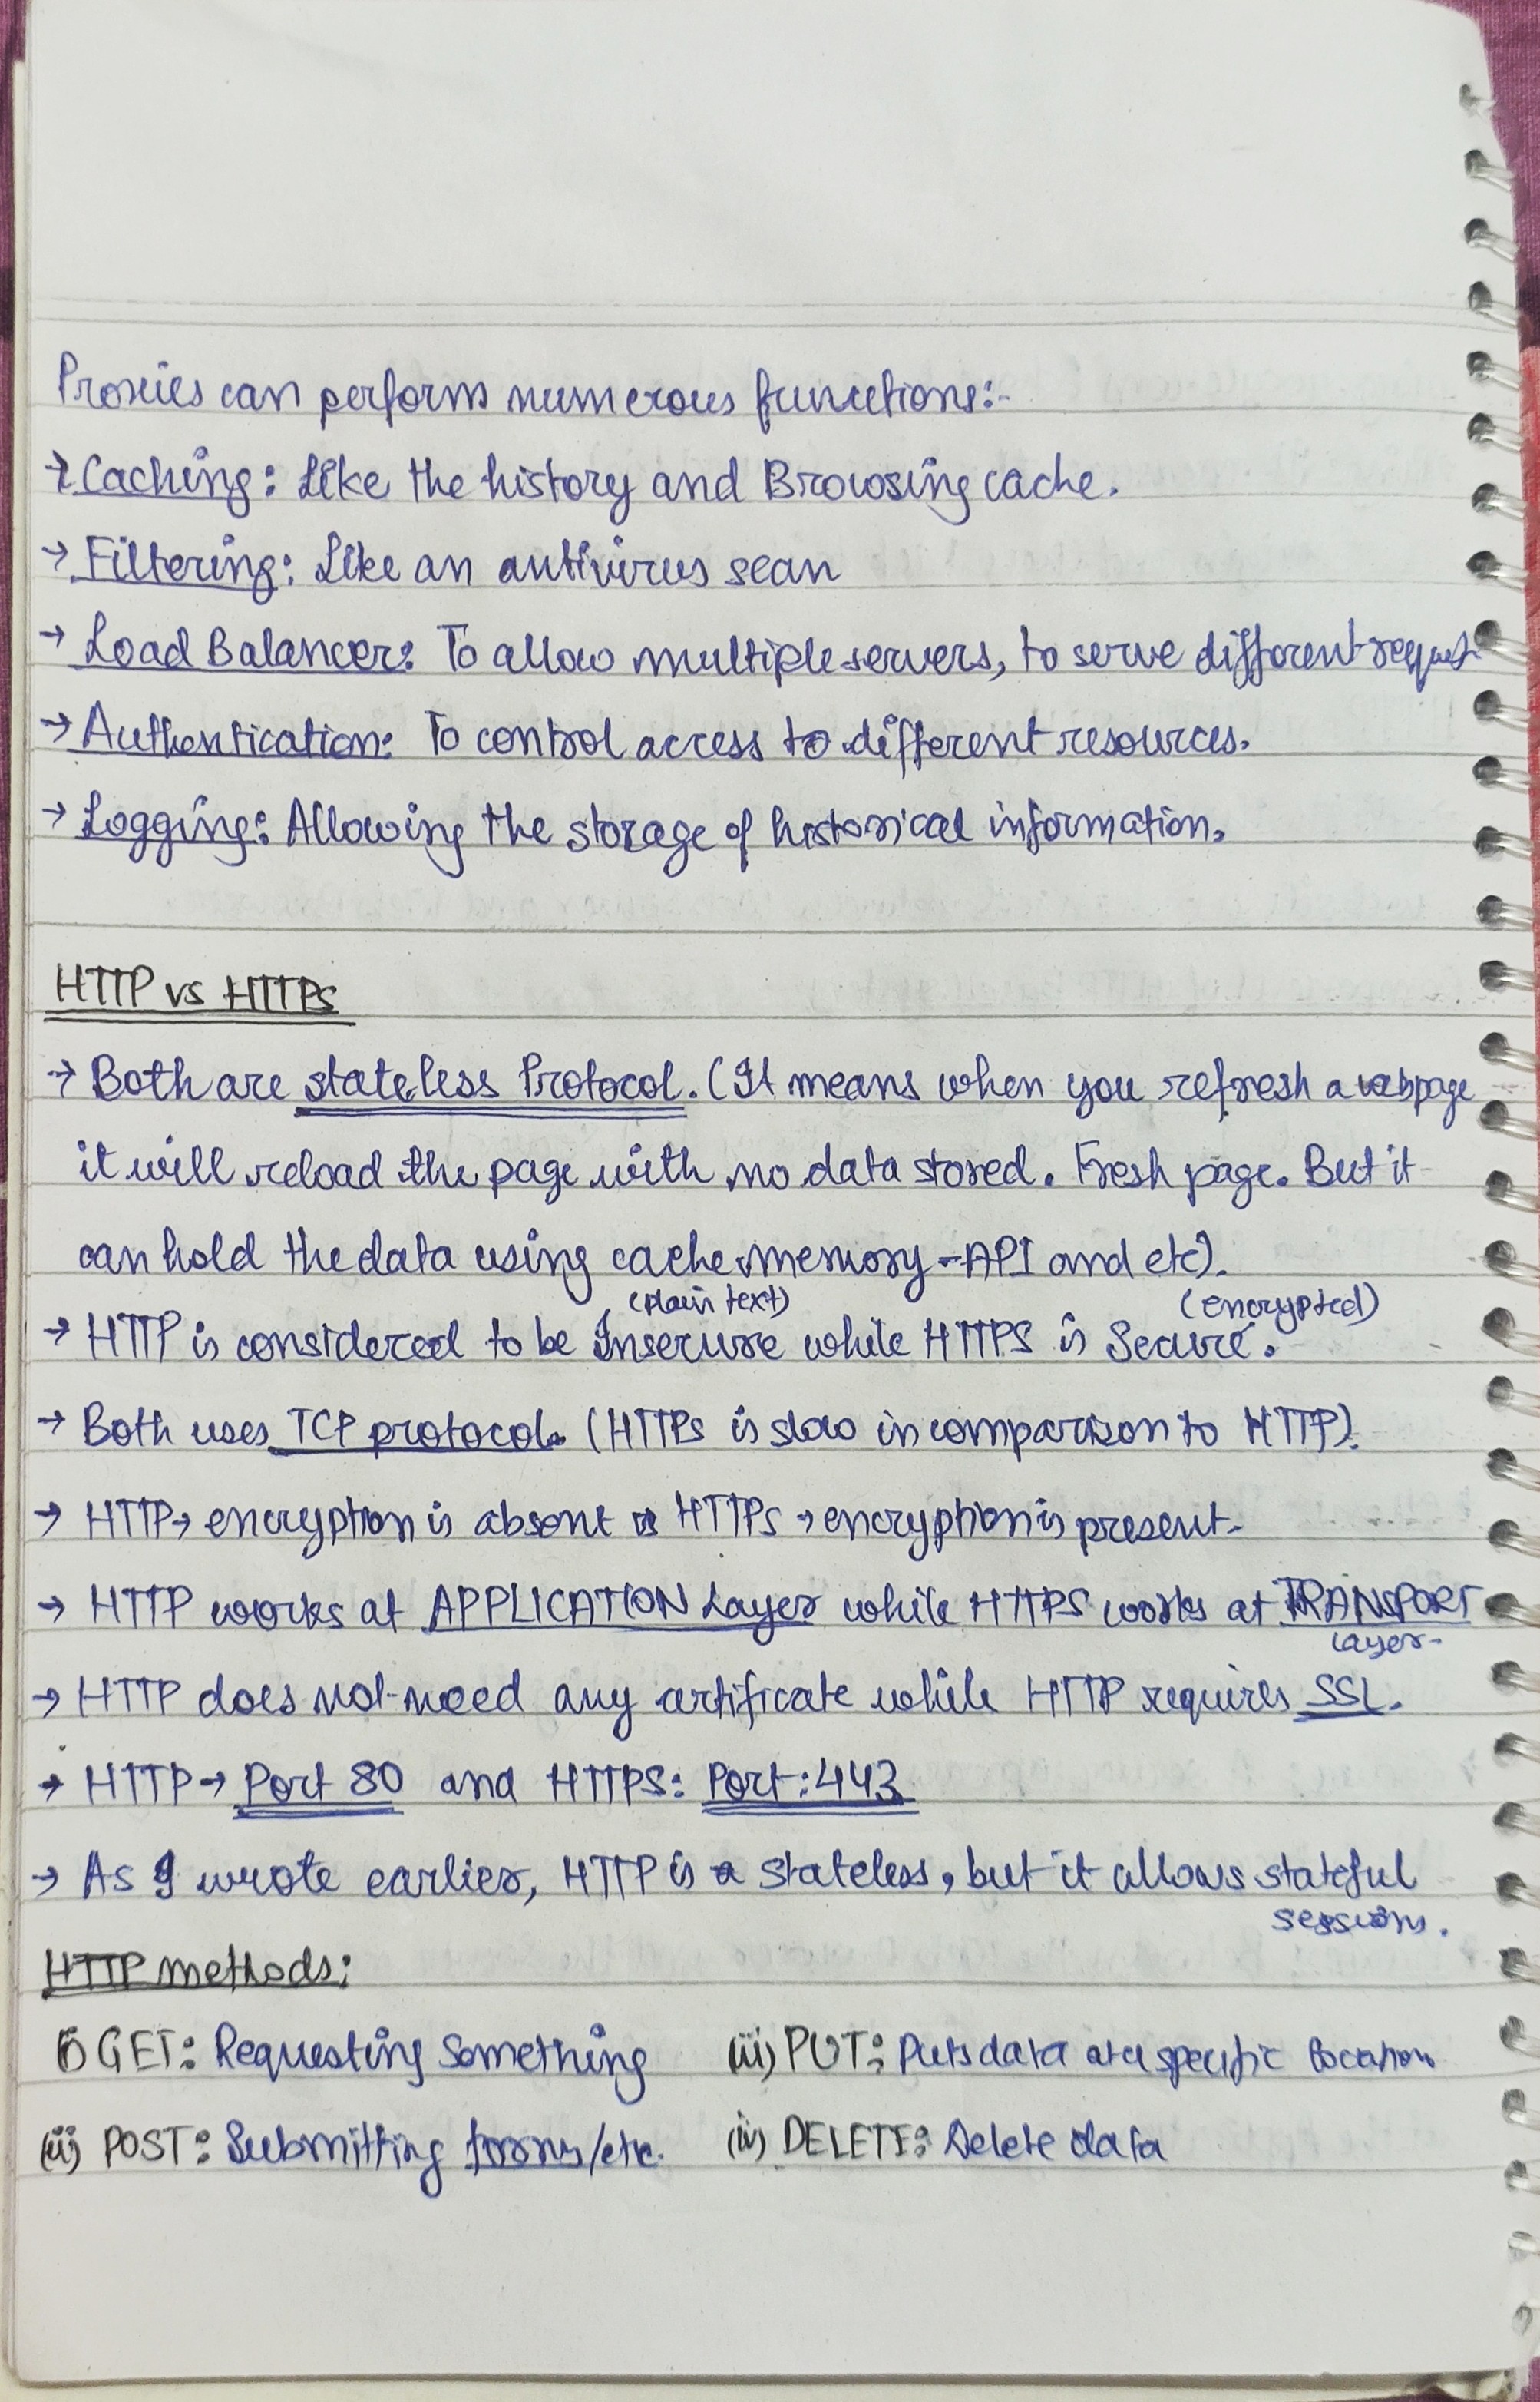 Proxies can perform numerous functions:-
→ Caching: Like the history and Browsing cache.
→ Filtering: Like an antivirus scan
→ Load Balancer: To allow multiple servers, to serve different request.
→ Authentication: To control access to different resources.
→ Logging: Allowing the storage of historical information.
HTTP vs HTTPS
→ Both are stateless Protocol. (It means when you refresh a webpage
it will reload the page with no data stored. Fresh page. But it
can hold the data using cache memory - API and etc).
(plain text) (encrypted)
→ HTTP is considered to be Insecure while HTTPS is Secure.
→ Both uses TCP protocol. (HTTPs is slow in comparison to HTTP).
→ HTTP → encryption is absent HTTPs → encryption is present.
→ HTTP works at APPLICATION Layer while HTTPS works at TRANSPORT
Layer.
→ HTTP does not need any certificate while HTTP requires SSL.
→ HTTP → Port 80 and HTTPS: Port: 443
→ As I wrote earlier, HTTP is a stateless, but it allows stateful
sessions.
HTTP methods:
i) GET: Requesting Something (iii) PUT: Puts data at a specific location
(ii) POST: Submitting forms/etc. (iv) DELETE: Delete data